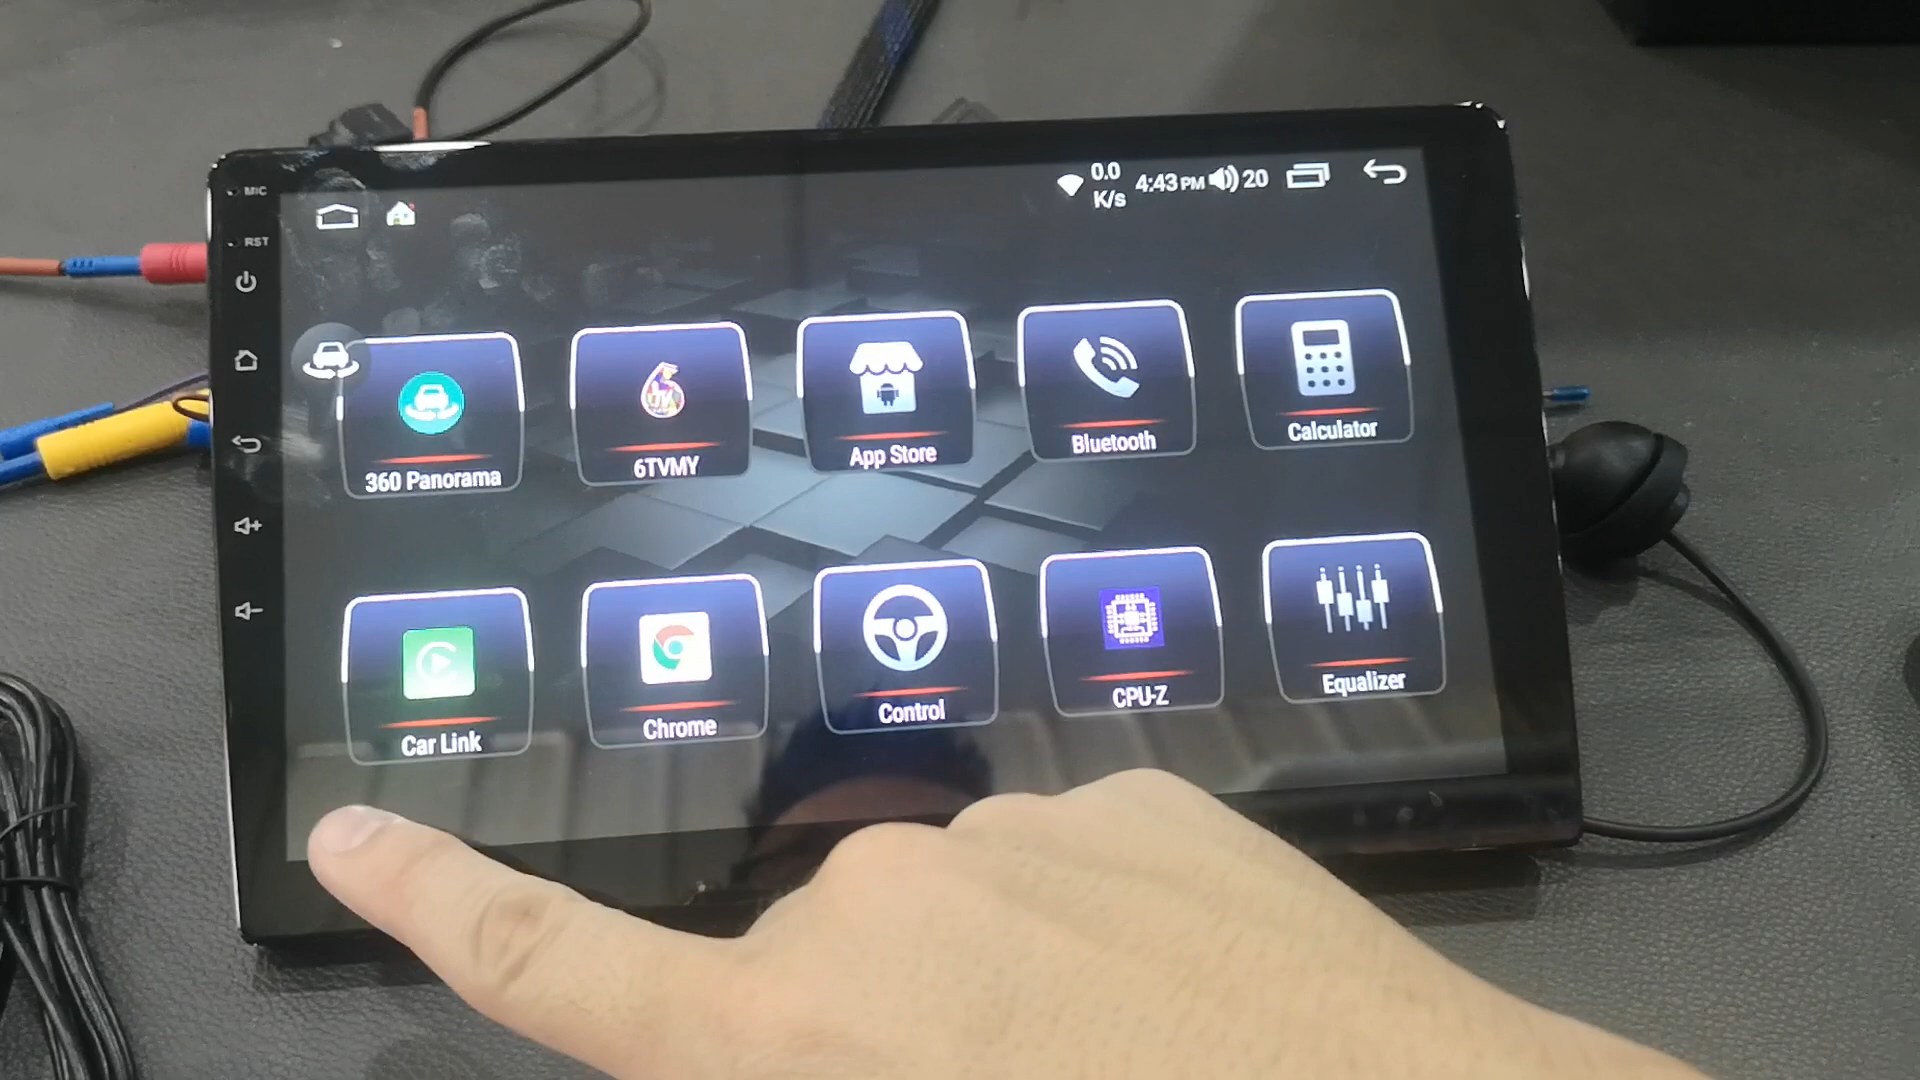 MIC
RST
0.0
K/s
4:43 PM
20
360 Panorama
6TVMY
App Store
Bluetooth
Calculator
Car Link
Chrome
Control
CPU-Z
Equalizer